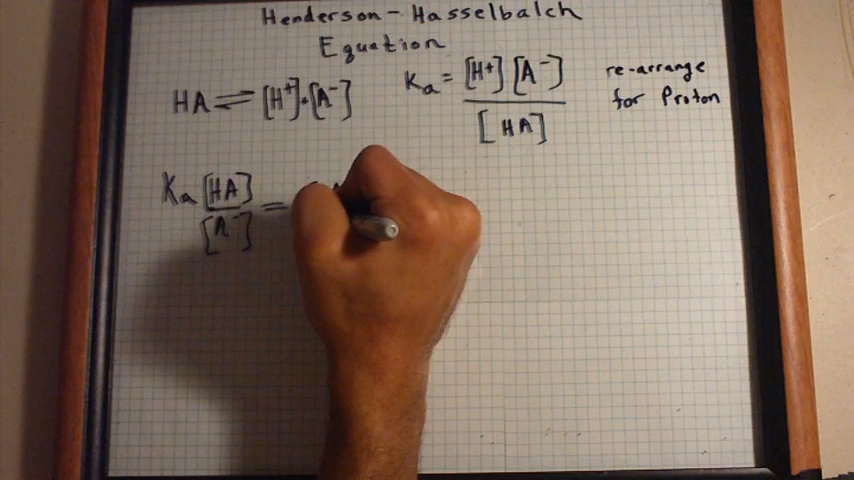 Henderson-Hasselbalch
Equation
HA ⇌ [H⁺]·[A⁻]
Ka = [H⁺][A⁻] / [HA]
re-arrange
for Proton
Ka [HA] / [A⁻] =